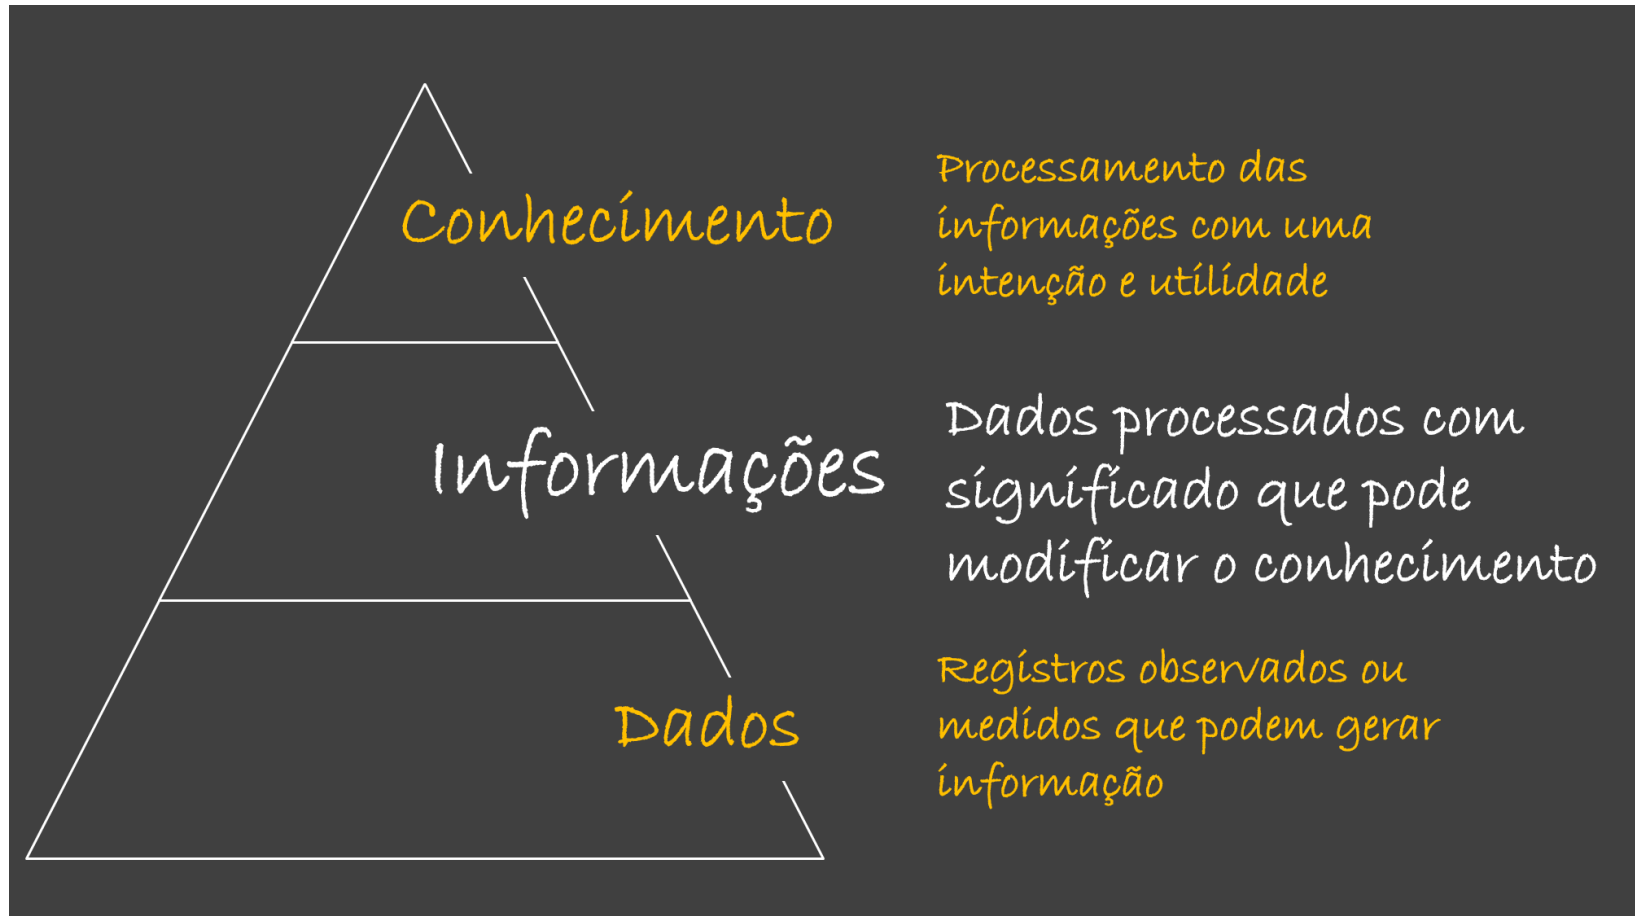 Conhecimento
Processamento das
informações com uma
intenção e utilidade
Informações
Dados processados com
significado que pode
modificar o conhecimento
Dados
Registros observados ou
medidos que podem gerar
informação